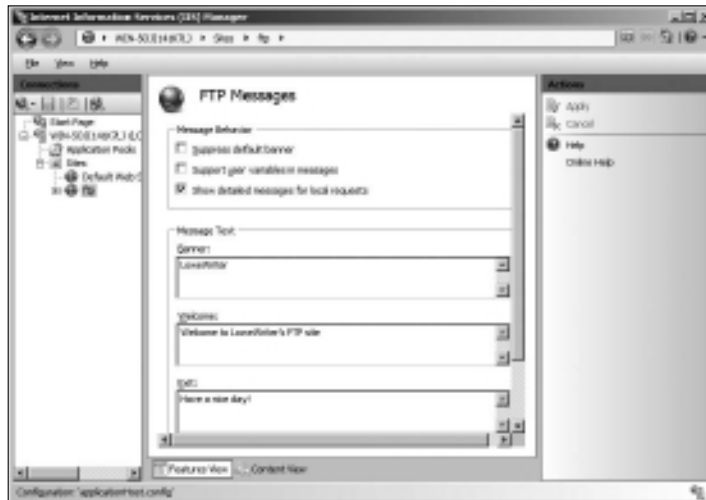 Internet Information Services (IIS) Manager
Sites
ftp
File View Help
Connections
Start Page
Application Pools
Sites
Default Web S
ftp
FTP Messages
Message Behavior
Suppress default banner
Support user variables in messages
Show detailed messages for local requests
Message Text
Banner:
Welcome:
Welcome to FTP site
Exit:
Have a nice day!
Features View Content View
Configuration: 'applicationHost.config'
Actions
Apply
Cancel
Help
Online Help